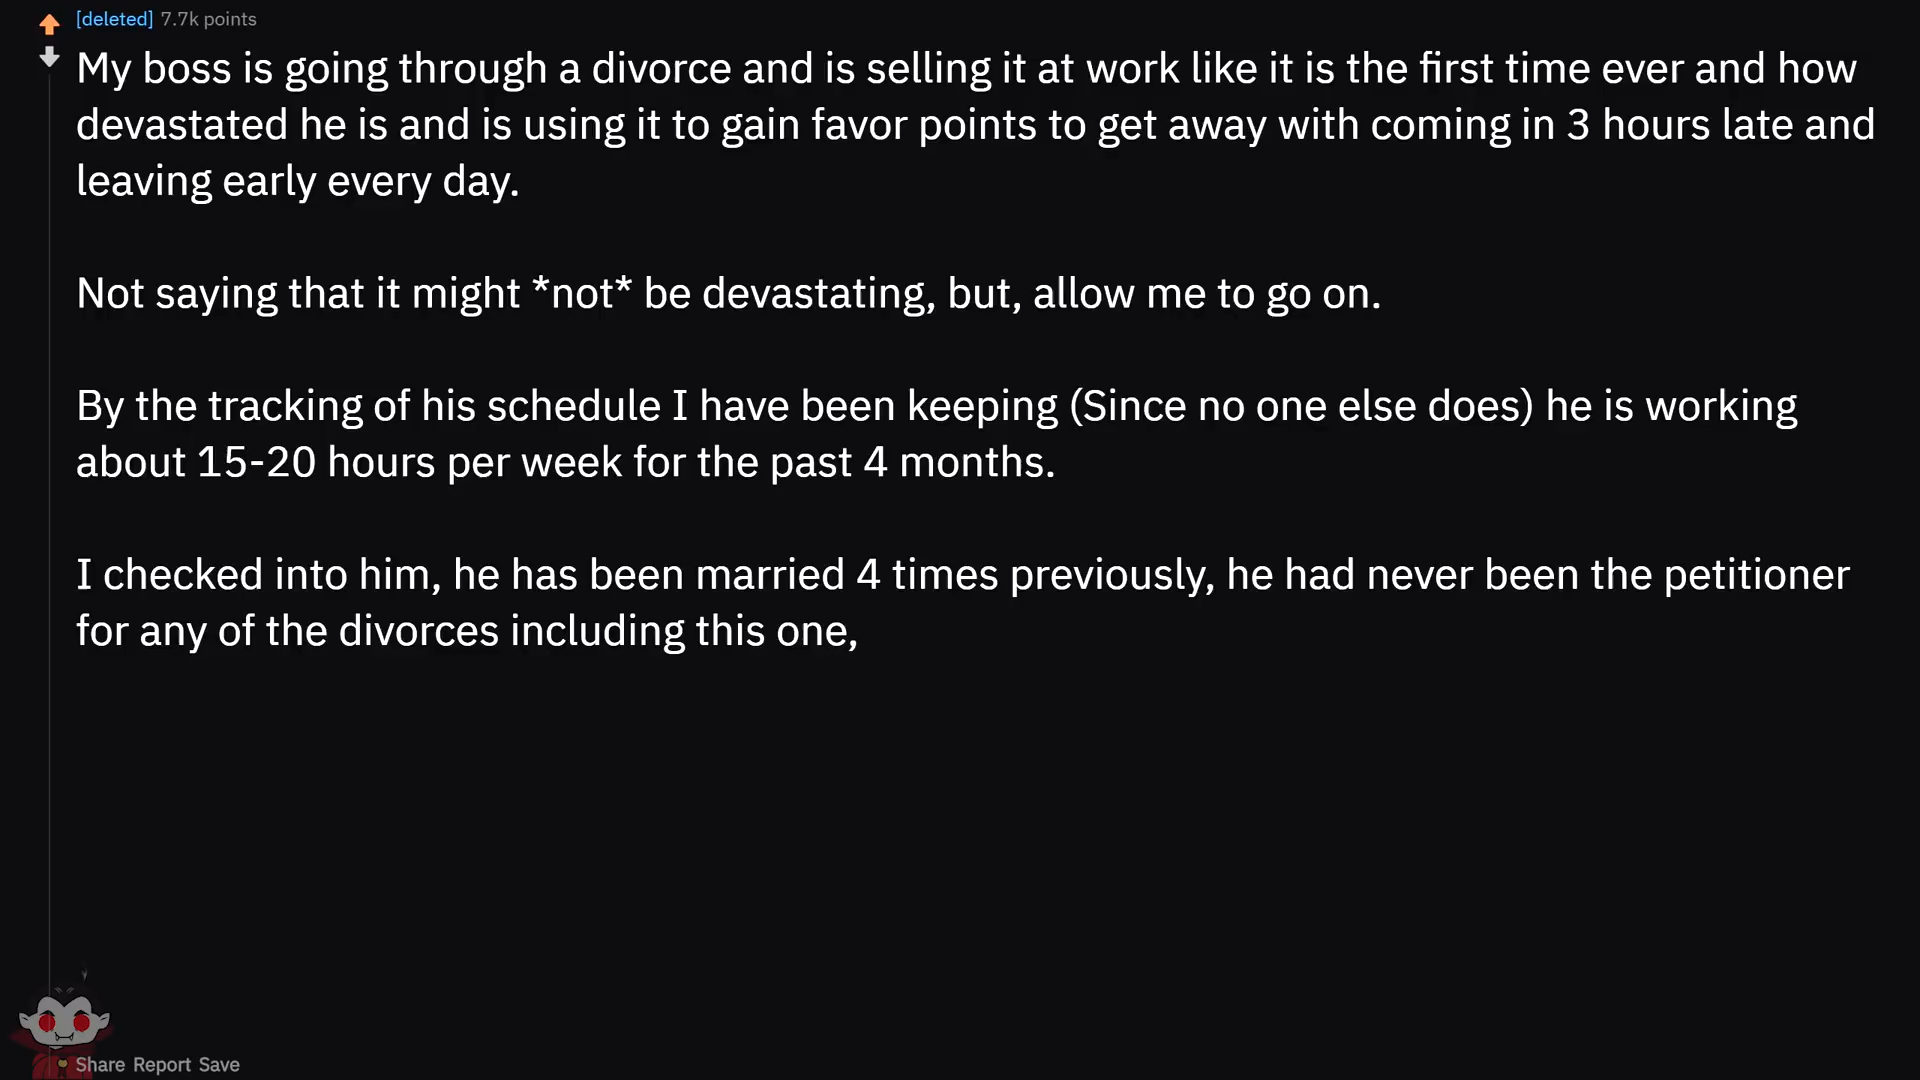 [deleted] 7.7k points
My boss is going through a divorce and is selling it at work like it is the first time ever and how
devastated he is and is using it to gain favor points to get away with coming in 3 hours late and
leaving early every day.
Not saying that it might *not* be devastating, but, allow me to go on.
By the tracking of his schedule I have been keeping (Since no one else does) he is working
about 15-20 hours per week for the past 4 months.
I checked into him, he has been married 4 times previously, he had never been the petitioner
for any of the divorces including this one,
Share Report Save